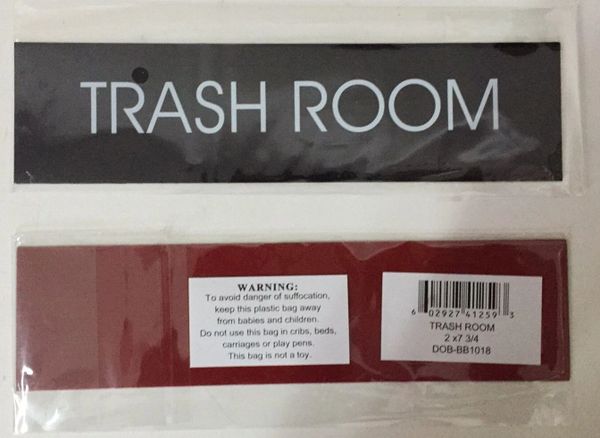 TRASH ROOM
WARNING:
To avoid danger of suffocation,
keep this plastic bag away
from babies and children.
Do not use this bag in cribs, beds,
carriages or play pens.
This bag is not a toy.
6 02927 41259 3
TRASH ROOM
2 x7 3/4
DOB-BB1018